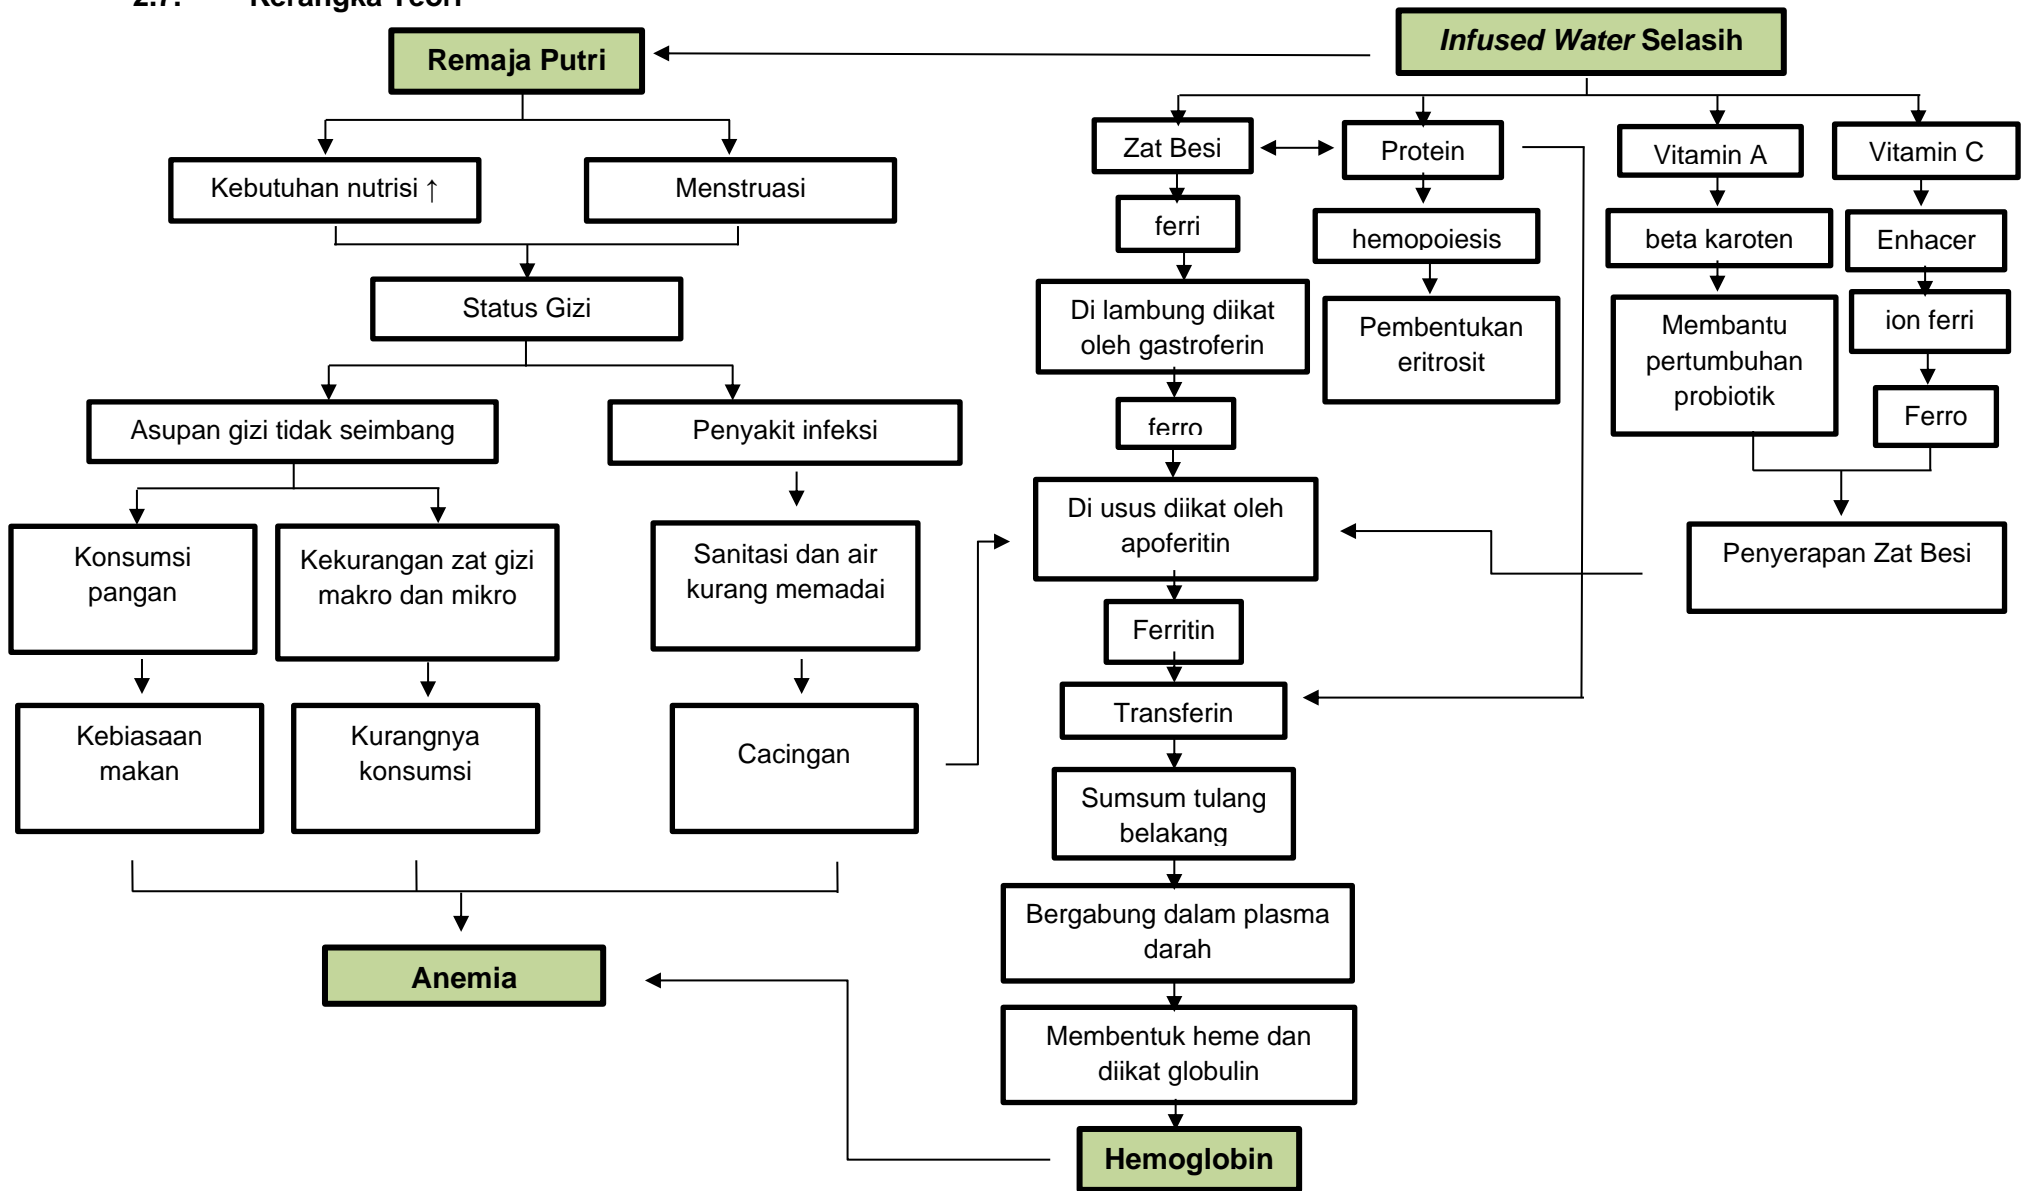 2.7. Kerangka Teori
Remaja Putri
Infused Water Selasih
Kebutuhan nutrisi ↑
Menstruasi
Status Gizi
Asupan gizi tidak seimbang
Penyakit infeksi
Konsumsi
pangan
Kekurangan zat gizi
makro dan mikro
Sanitasi dan air
kurang memadai
Kebiasaan
makan
Kurangnya
konsumsi
Cacingan
Anemia
Zat Besi
Protein
Vitamin A
Vitamin C
ferri
hemopoiesis
beta karoten
Enhacer
Di lambung diikat
oleh gastroferin
Pembentukan
eritrosit
Membantu
pertumbuhan
probiotik
ion ferri
ferro
Ferro
Di usus diikat oleh
apoferitin
Penyerapan Zat Besi
Ferritin
Transferin
Sumsum tulang
belakang
Bergabung dalam plasma
darah
Membentuk heme dan
diikat globulin
Hemoglobin